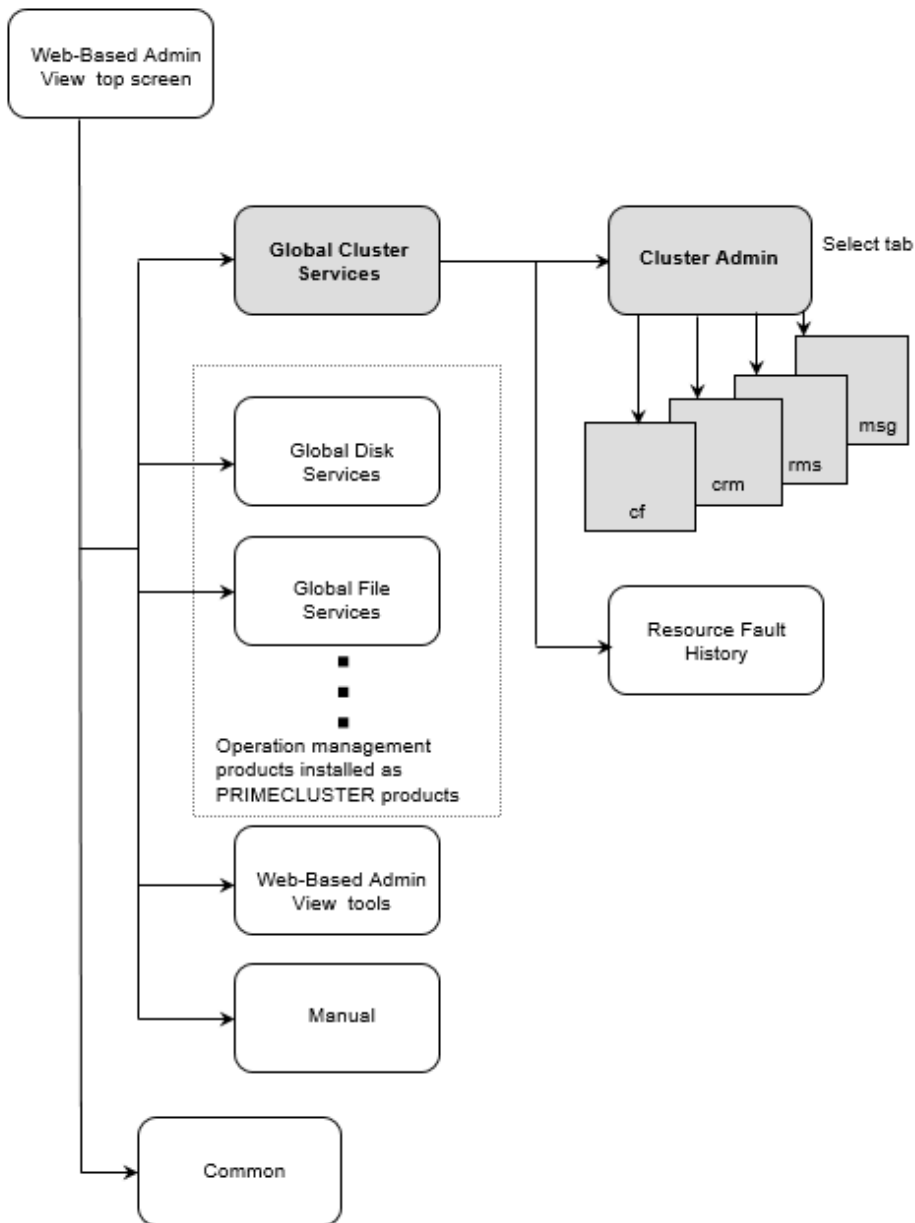 Web-Based Admin
View top screen
Global Cluster
Services
Cluster Admin
Select tab
cf
crm
rms
msg
Global Disk
Services
Global File
Services
Operation management
products installed as
PRIMECLUSTER products
Resource Fault
History
Web-Based Admin
View tools
Manual
Common